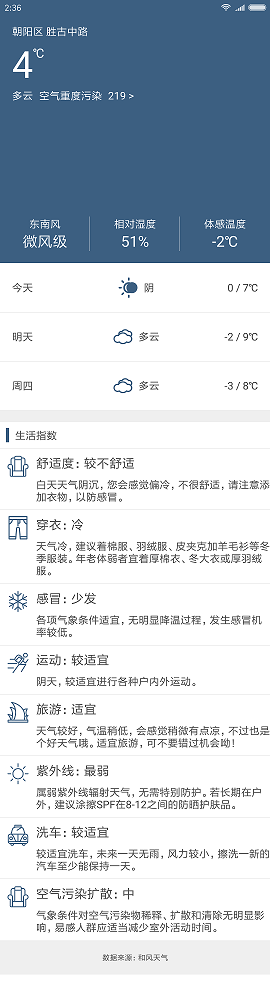 2:36
朝阳区 胜古中路
4℃
多云 空气重度污染 219 >
东南风 相对湿度 体感温度
微风级 51% -2℃
今天 阴 0 / 7℃
明天 多云 -2 / 9℃
周四 多云 -3 / 8℃
生活指数
舒适度: 较不舒适
白天天气阴沉，您会感觉偏冷，不很舒适，请注意添
加衣物，以防感冒。
穿衣: 冷
天气冷，建议着棉服、羽绒服、皮夹克加羊毛衫等冬
季服装。年老体弱者宜着厚棉衣、冬大衣或厚羽绒
服。
感冒: 少发
各项气象条件适宜，无明显降温过程，发生感冒机
率较低。
运动: 较适宜
阴天，较适宜进行各种户内外运动。
旅游: 适宜
天气较好，气温稍低，会感觉稍微有点凉，不过也是
个好天气哦。适宜旅游，可不要错过机会呦！
紫外线: 最弱
属弱紫外线辐射天气，无需特别防护。若长期在户
外，建议涂擦SPF在8-12之间的防晒护肤品。
洗车: 较适宜
较适宜洗车，未来一天无雨，风力较小，擦洗一新的
汽车至少能保持一天。
空气污染扩散: 中
气象条件对空气污染物稀释、扩散和清除无明显影
响，易感人群应适当减少室外活动时间。
数据来源：和风天气